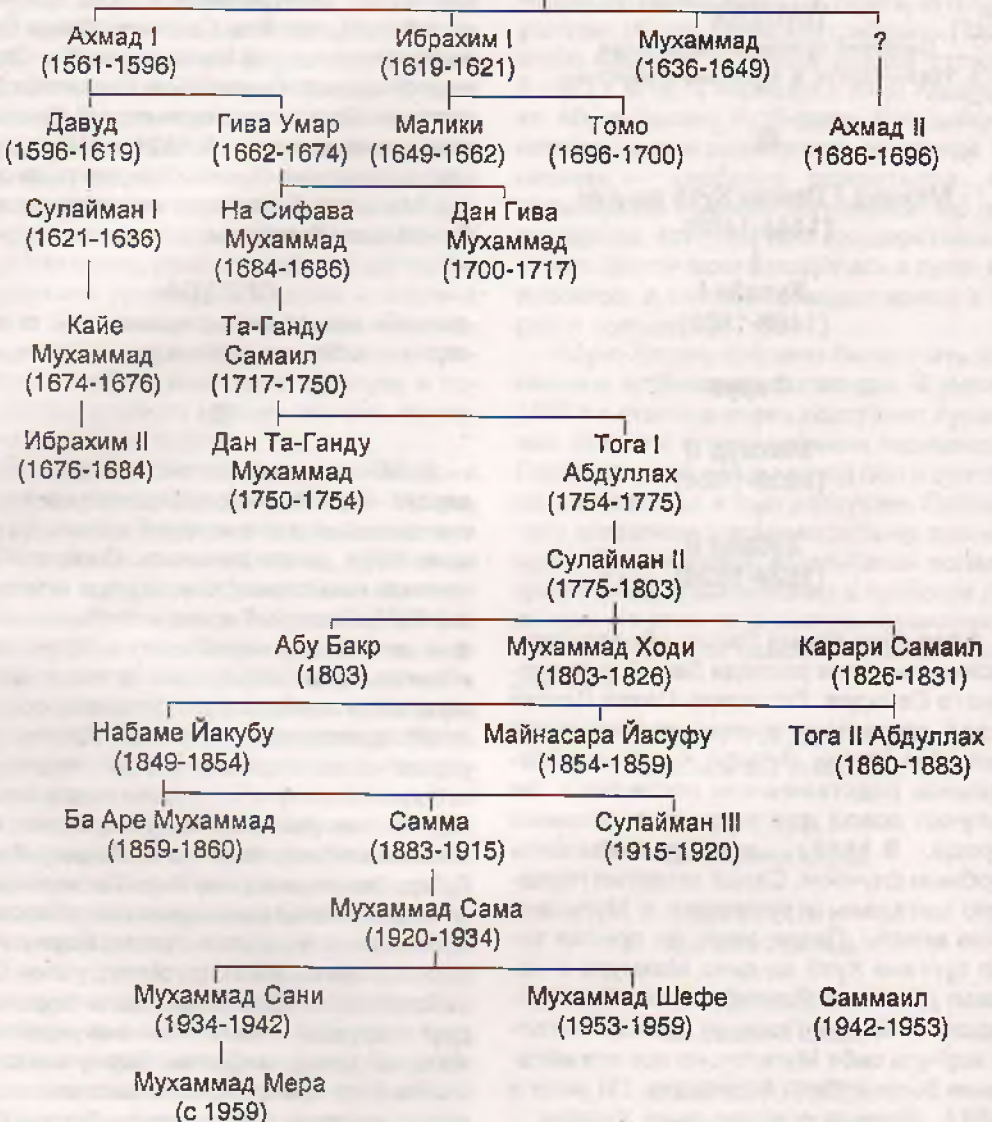 Ахмад I Ибрахим I Мухаммад ?
(1561-1596) (1619-1621) (1636-1649)
Давуд Гива Умар Малики Томо Ахмад II
(1596-1619) (1662-1674) (1649-1662) (1696-1700) (1686-1696)
Сулайман I На Сифава Дан Гива
(1621-1636) Мухаммад Мухаммад
(1684-1686) (1700-1717)
Кайе Та-Ганду
Мухаммад Самаил
(1674-1676) (1717-1750)
Ибрахим II Дан Та-Ганду Тога I
(1676-1684) Мухаммад Абдуллах
(1750-1754) (1754-1775)
Сулайман II
(1775-1803)
Абу Бакр Мухаммад Ходи Карари Самаил
(1803) (1803-1826) (1826-1831)
Набаме Йакубу Майнасара Йасуфу Тога II Абдуллах
(1849-1854) (1854-1859) (1860-1883)
Ба Аре Мухаммад Самма Сулайман III
(1859-1860) (1883-1915) (1915-1920)
Мухаммад Сама
(1920-1934)
Мухаммад Сани Мухаммад Шефе Саммаил
(1934-1942) (1953-1959) (1942-1953)
Мухаммад Мера
(с 1959)